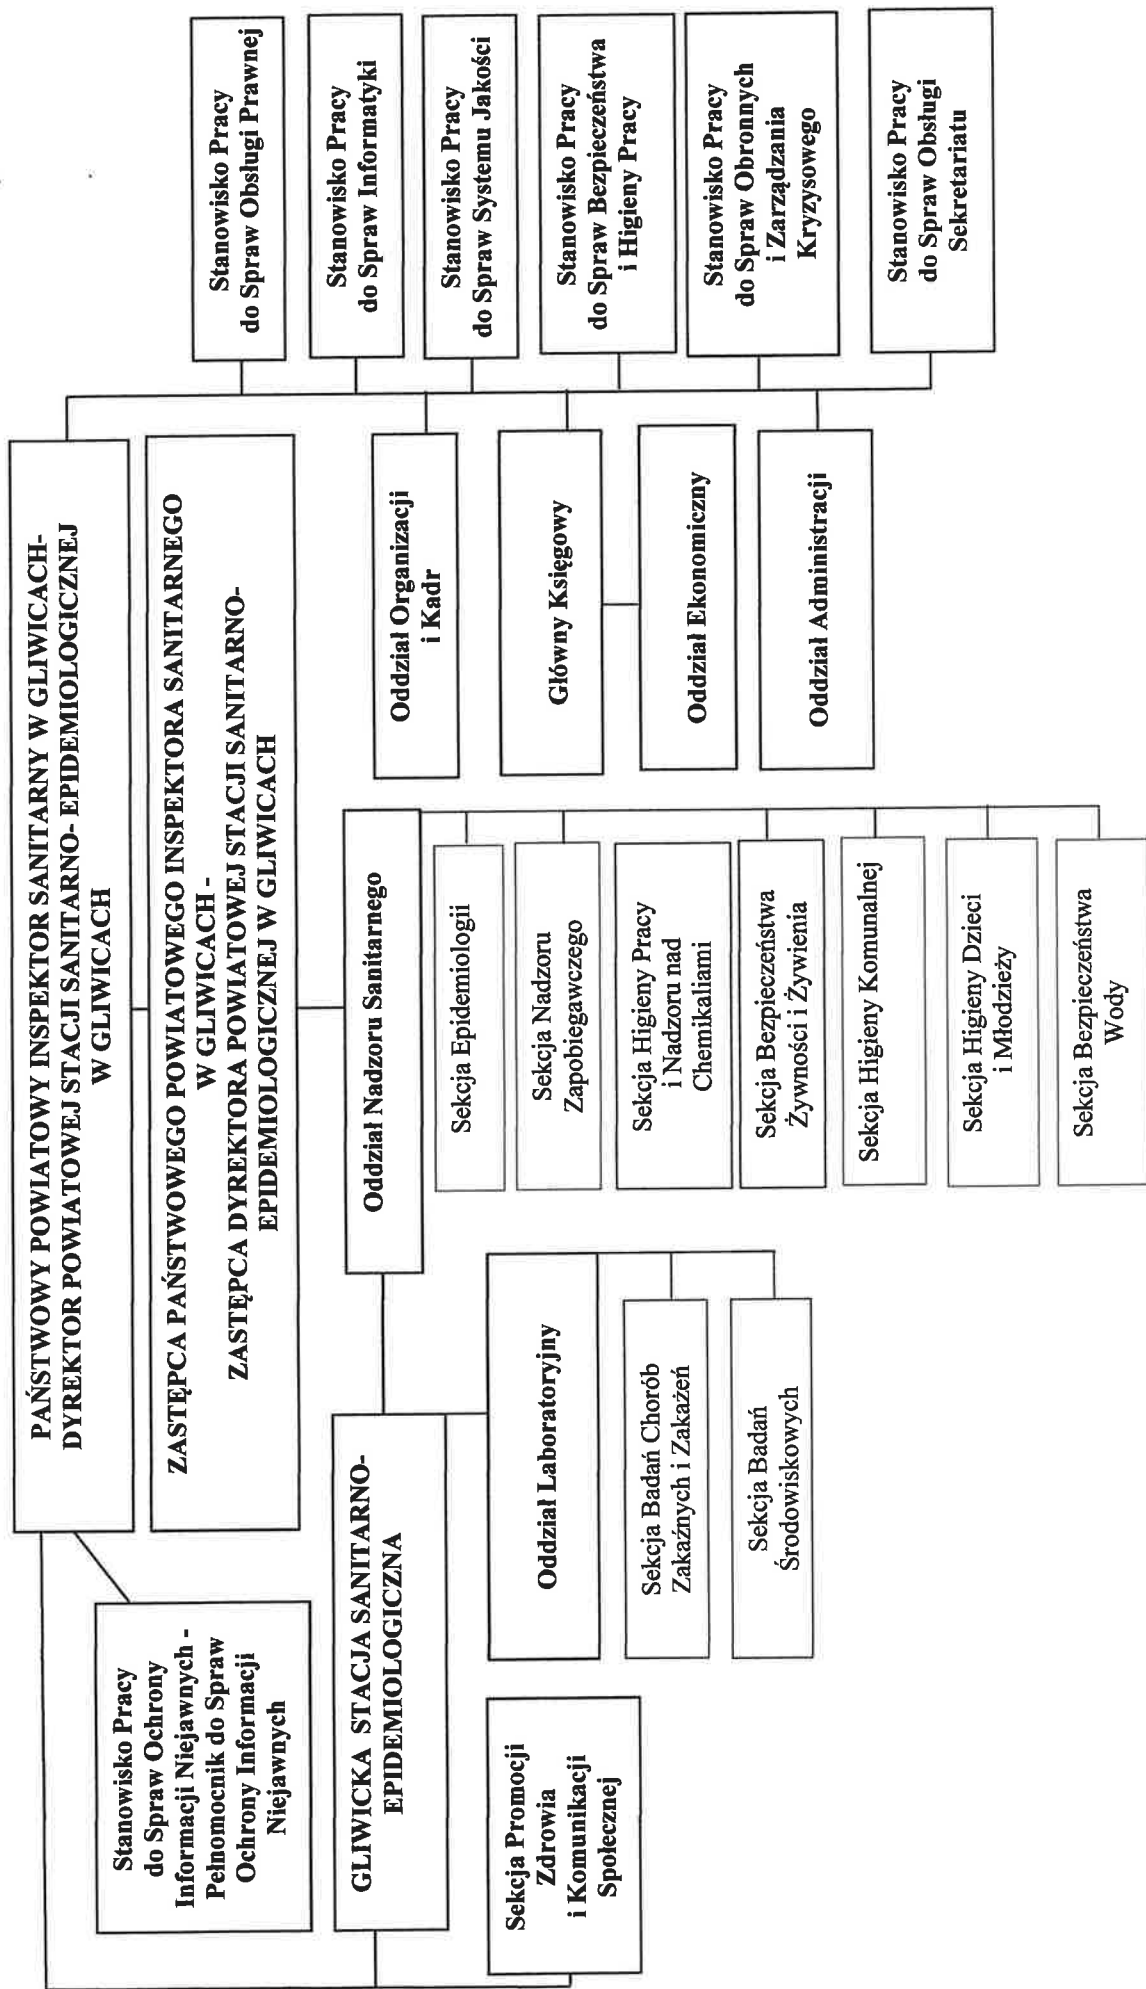 PAŃSTWOWY POWIATOWY INSPEKTOR SANITARNY W GLIWICACH-
DYREKTOR POWIATOWEJ STACJI SANITARNO- EPIDEMIOLOGICZNEJ
W GLIWICACH
ZASTĘPCA PAŃSTWOWEGO POWIATOWEGO INSPEKTORA SANITARNEGO
W GLIWICACH -
ZASTĘPCA DYREKTORA POWIATOWEJ STACJI SANITARNO-
EPIDEMIOLOGICZNEJ W GLIWICACH
Stanowisko Pracy
do Spraw Ochrony
Informacji Niejawnych -
Pełnomocnik do Spraw
Ochrony Informacji
Niejawnych
GLIWICKA STACJA SANITARNO-
EPIDEMIOLOGICZNA
Sekcja Promocji
Zdrowia
i Komunikacji
Społecznej
Oddział Laboratoryjny
Sekcja Badań Chorób
Zakaźnych i Zakażeń
Sekcja Badań
Środowiskowych
Oddział Nadzoru Sanitarnego
Sekcja Epidemiologii
Sekcja Nadzoru
Zapobiegawczego
Sekcja Higieny Pracy
i Nadzoru nad
Chemikaliami
Sekcja Bezpieczeństwa
Żywności i Żywienia
Sekcja Higieny Komunalnej
Sekcja Higieny Dzieci
i Młodzieży
Sekcja Bezpieczeństwa
Wody
Oddział Organizacji
i Kadr
Główny Księgowy
Oddział Ekonomiczny
Oddział Administracji
Stanowisko Pracy
do Spraw Obsługi Prawnej
Stanowisko Pracy
do Spraw Informatyki
Stanowisko Pracy
do Spraw Systemu Jakości
Stanowisko Pracy
do Spraw Bezpieczeństwa
i Higieny Pracy
Stanowisko Pracy
do Spraw Obronnych
i Zarządzania
Kryzysowego
Stanowisko Pracy
do Spraw Obsługi
Sekretariatu